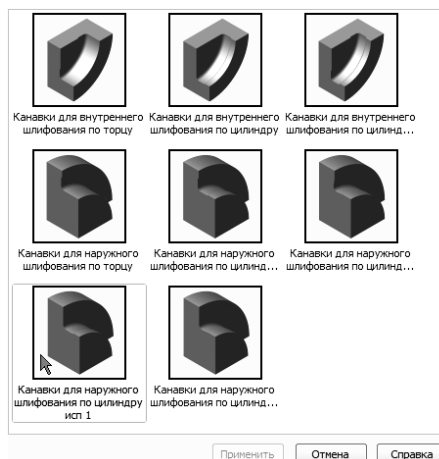 Канавки для внутреннего
шлифования по торцу
Канавки для внутреннего
шлифования по цилиндру
Канавки для внутреннего
шлифования по цилинд...
Канавки для наружного
шлифования по торцу
Канавки для наружного
шлифования по цилинд...
Канавки для наружного
шлифования по цилинд...
Канавки для наружного
шлифования по цилиндру
исп 1
Канавки для наружного
шлифования по цилинд...
Применить
Отмена
Справка